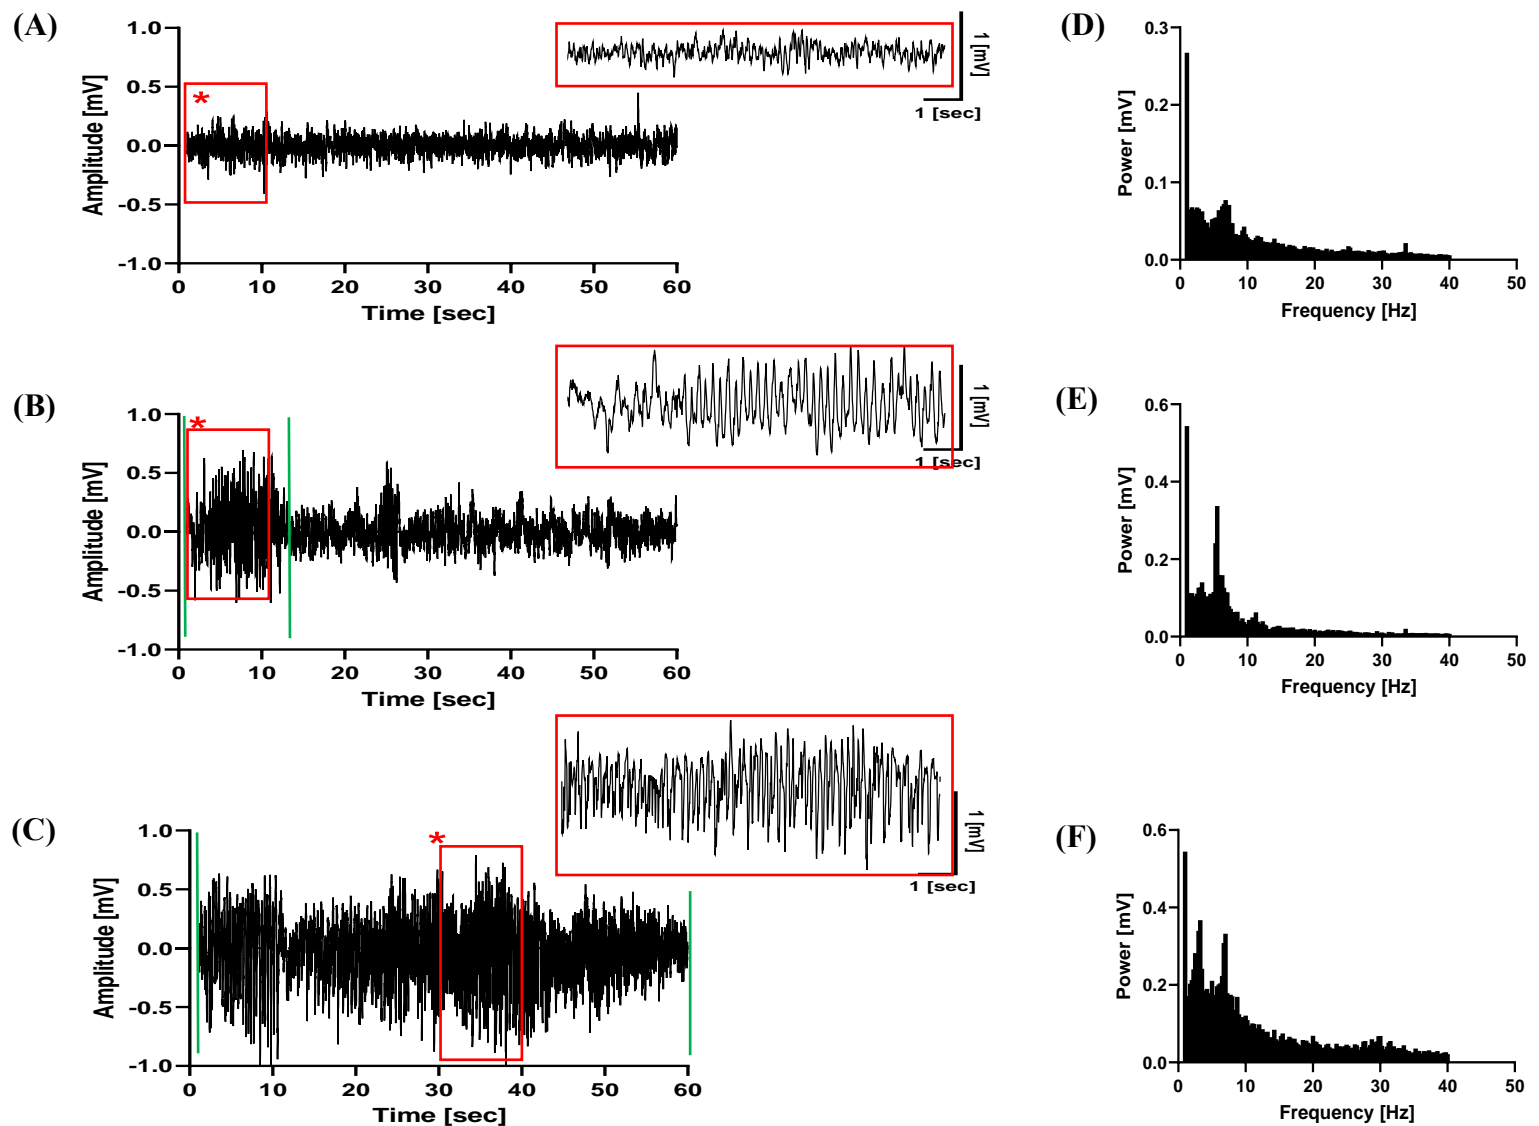 (A)
1.0
0.5
0.0
-0.5
-1.0
Amplitude [mV]
*
0 10 20 30 40 50 60
Time [sec]
1 [mV]
1 [sec]
(D)
0.3
0.2
0.1
0.0
Power [mV]
0 10 20 30 40 50
Frequency [Hz]
(B)
1.0
0.5
0.0
-0.5
-1.0
Amplitude [mV]
*
0 10 20 30 40 50 60
Time [sec]
1 [mV]
1 [sec]
(E)
0.6
0.4
0.2
0.0
Power [mV]
0 10 20 30 40 50
Frequency [Hz]
(C)
1.0
0.5
0.0
-0.5
-1.0
Amplitude [mV]
*
0 10 20 30 40 50 60
Time [sec]
1 [mV]
1 [sec]
(F)
0.6
0.4
0.2
0.0
Power [mV]
0 10 20 30 40 50
Frequency [Hz]